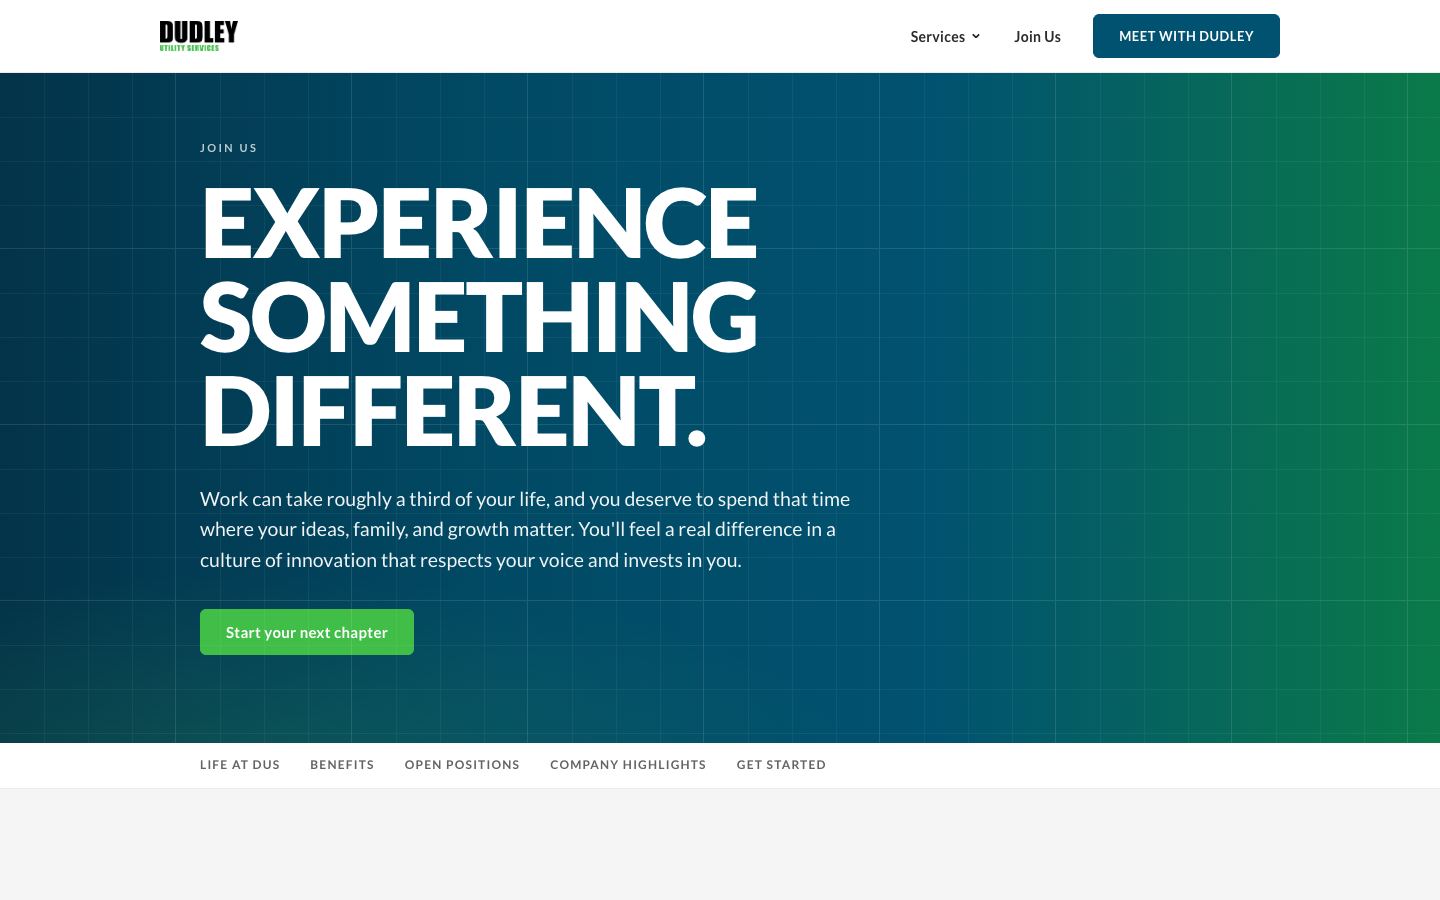 DUDLEY
UTILITY SERVICES
Services
Join Us
MEET WITH DUDLEY
JOIN US
EXPERIENCE
SOMETHING
DIFFERENT.
Work can take roughly a third of your life, and you deserve to spend that time
where your ideas, family, and growth matter. You'll feel a real difference in a
culture of innovation that respects your voice and invests in you.
Start your next chapter
LIFE AT DUS
BENEFITS
OPEN POSITIONS
COMPANY HIGHLIGHTS
GET STARTED